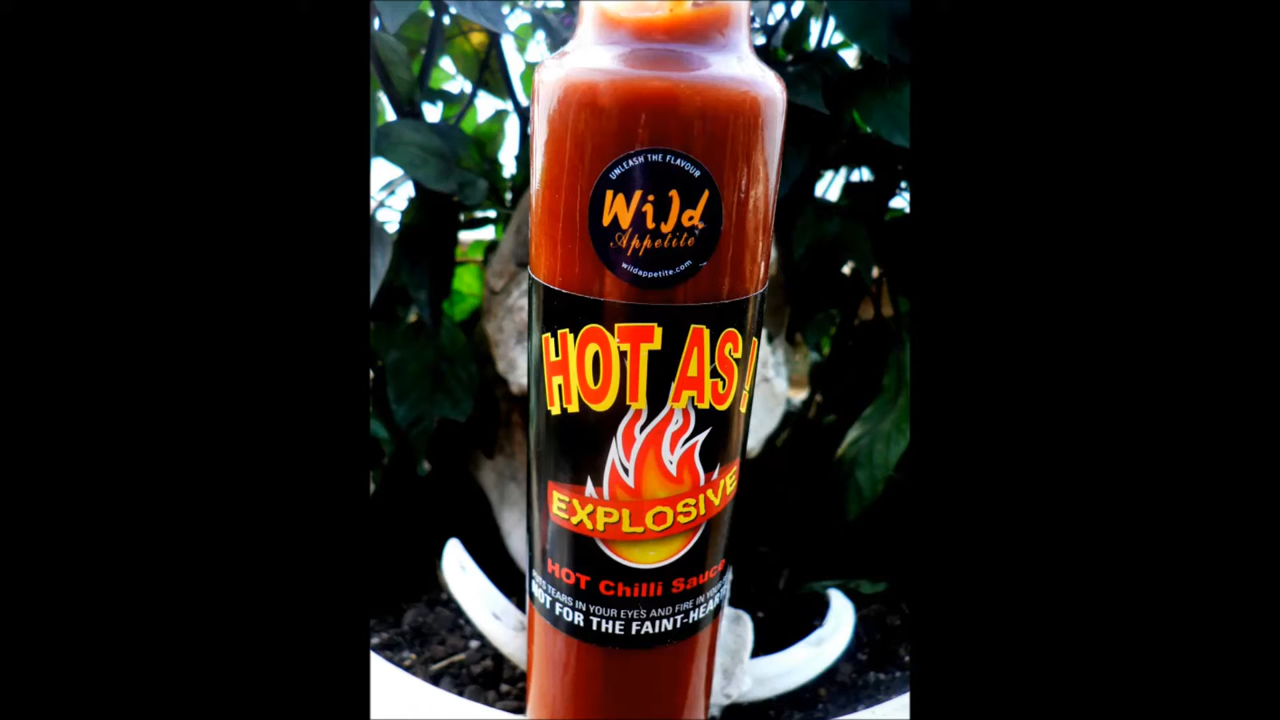 UNLEASH THE FLAVOUR
Wild
Appetite
wildappetite.com
HOT AS!
EXPLOSIVE
HOT Chilli Sauce
TEARS IN YOUR EYES AND FIRE IN
NOT FOR THE FAINT-HEART